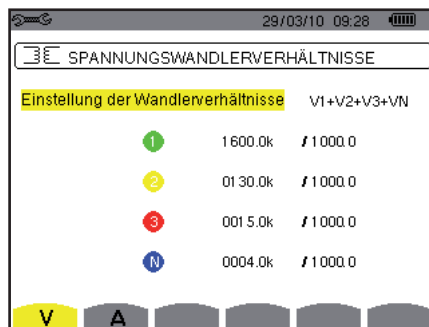 29/03/10 09:28
SPANNUNGSWANDLERVERHÄLTNISSE
Einstellung der Wandlerverhältnisse V1+V2+V3+VN
1 1600.0k / 1000.0
2 0130.0k / 1000.0
3 0015.0k / 1000.0
N 0004.0k / 1000.0
V A